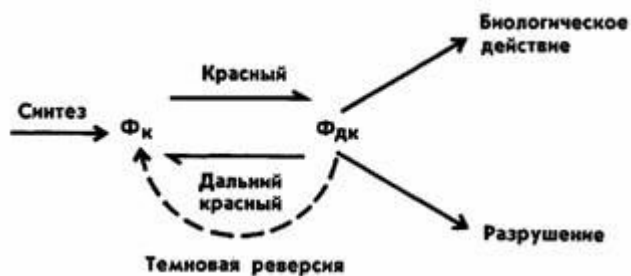 Биологическое
действие
Красный
Синтез
Фк
Фдк
Дальний
красный
Разрушение
Темновая реверсия